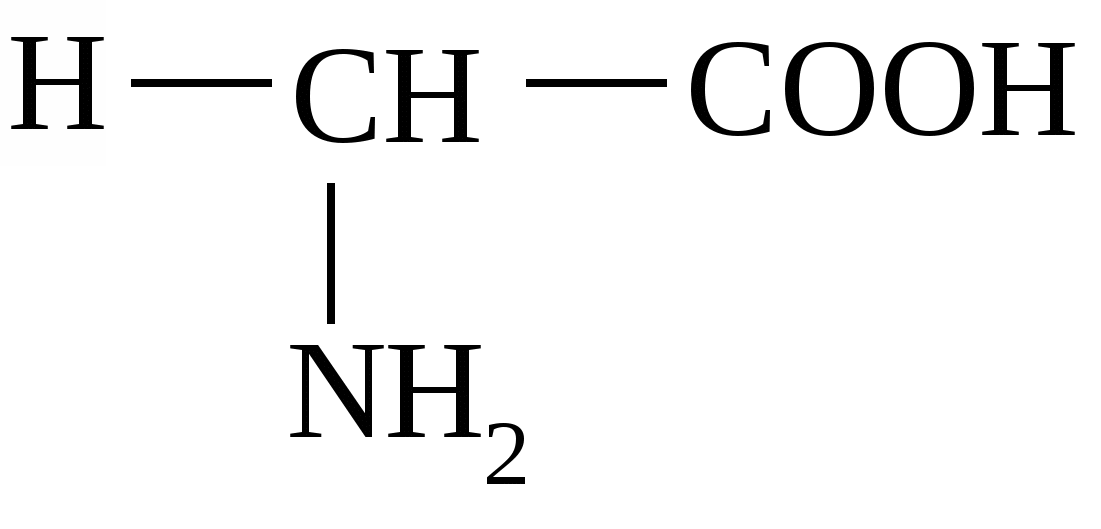 H — CH — COOH
|
NH₂